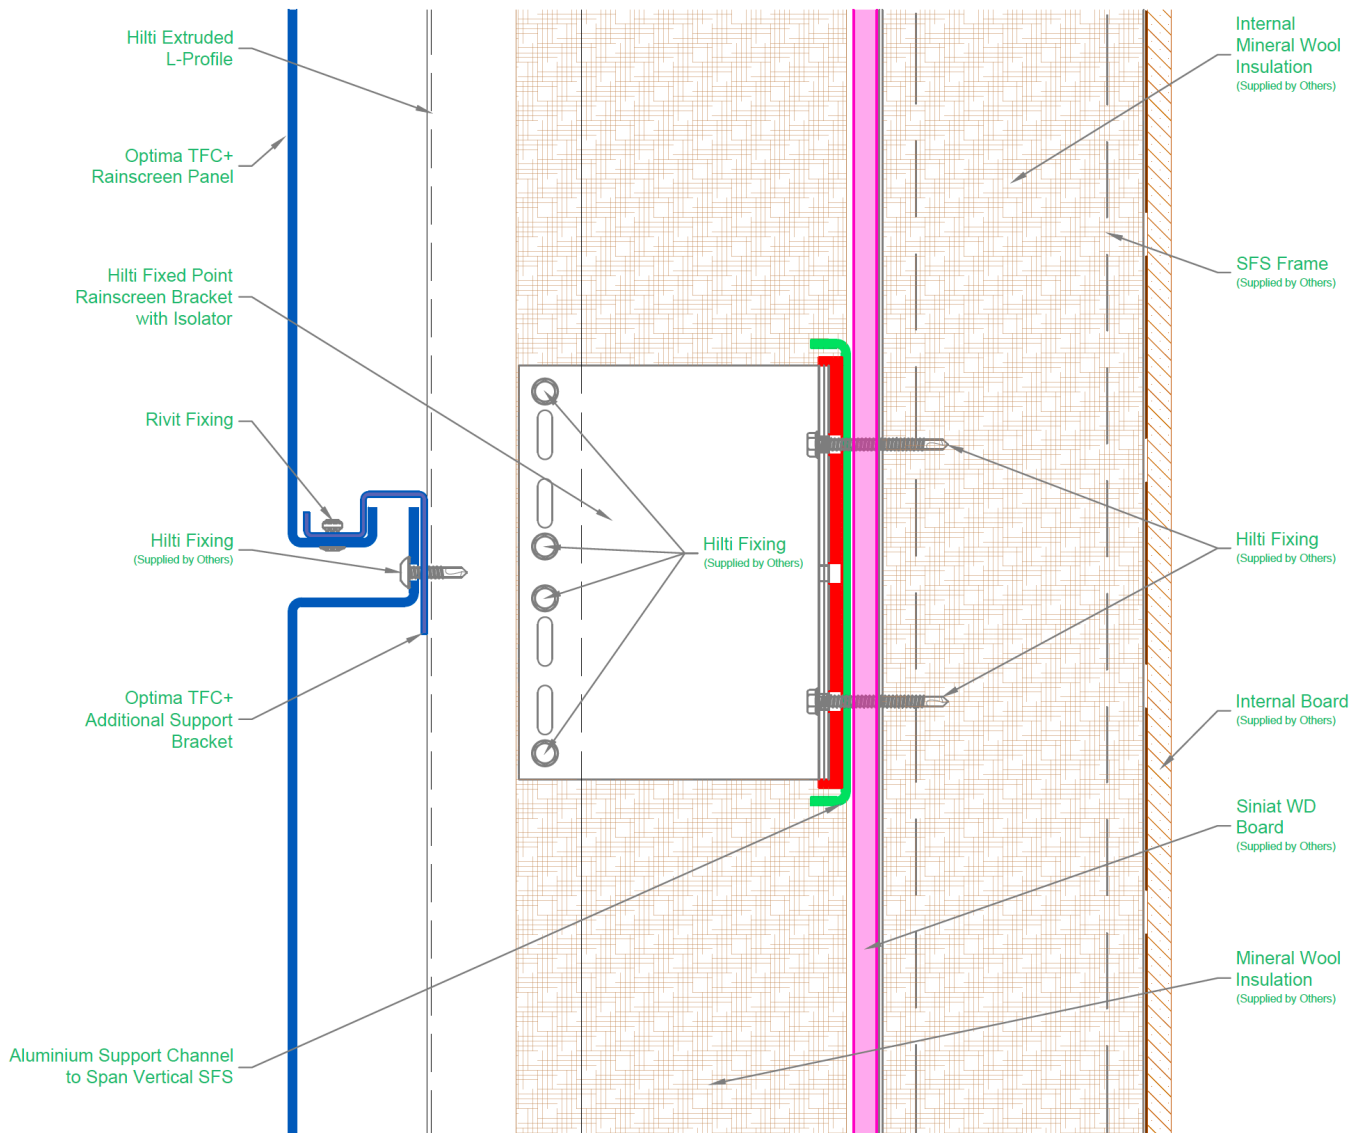 Hilti Extruded
L-Profile
Optima TFC+
Rainscreen Panel
Hilti Fixed Point
Rainscreen Bracket
with Isolator
Rivit Fixing
Hilti Fixing
(Supplied by Others)
Optima TFC+
Additional Support
Bracket
Aluminium Support Channel
to Span Vertical SFS
Hilti Fixing
(Supplied by Others)
Internal
Mineral Wool
Insulation
(Supplied by Others)
SFS Frame
(Supplied by Others)
Hilti Fixing
(Supplied by Others)
Internal Board
(Supplied by Others)
Siniat WD
Board
(Supplied by Others)
Mineral Wool
Insulation
(Supplied by Others)